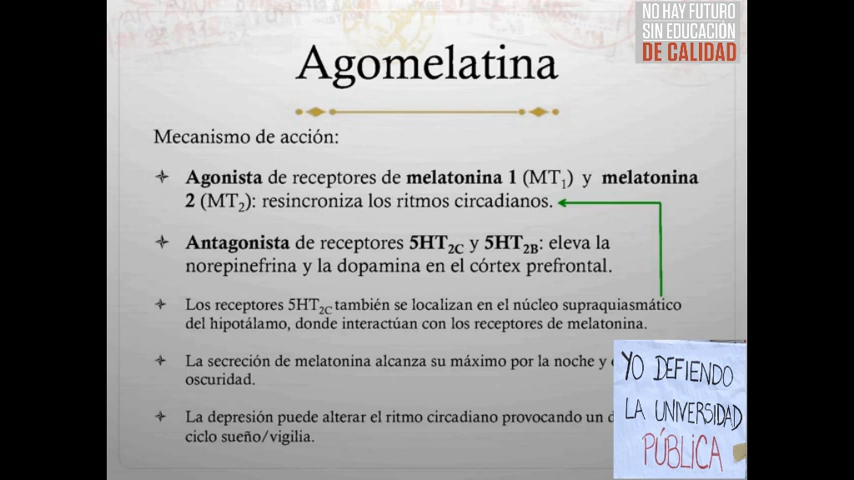 NO HAY FUTURO
SIN EDUCACIÓN
DE CALIDAD
Agomelatina
Mecanismo de acción:
Agonista de receptores de melatonina 1 (MT1) y melatonina
2 (MT2): resincroniza los ritmos circadianos.
Antagonista de receptores 5HT2C y 5HT2B: eleva la
norepinefrina y la dopamina en el córtex prefrontal.
Los receptores 5HT2C también se localizan en el núcleo supraquiasmático
del hipotálamo, donde interactúan con los receptores de melatonina.
La secreción de melatonina alcanza su máximo por la noche y
oscuridad.
La depresión puede alterar el ritmo circadiano provocando un
ciclo sueño/vigilia.
YO DEFIENDO
LA UNIVERSIDAD
PÚBLICA